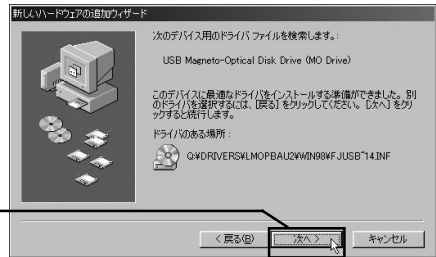 新しいハードウェアの追加ウィザード
次のデバイス用のドライバ ファイルを検索します。:
USB Magneto-Optical Disk Drive (MO Drive)
このデバイスに最適なドライバをインストールする準備ができました。別
のドライバを選択するには、[戻る] をクリックしてください。[次へ] をクリ
ックすると続行します。
ドライバのある場所:
Q:¥DRIVERS¥LMOPBAU2¥WIN98¥FJUSB~14.INF
< 戻る(B) 次へ > キャンセル